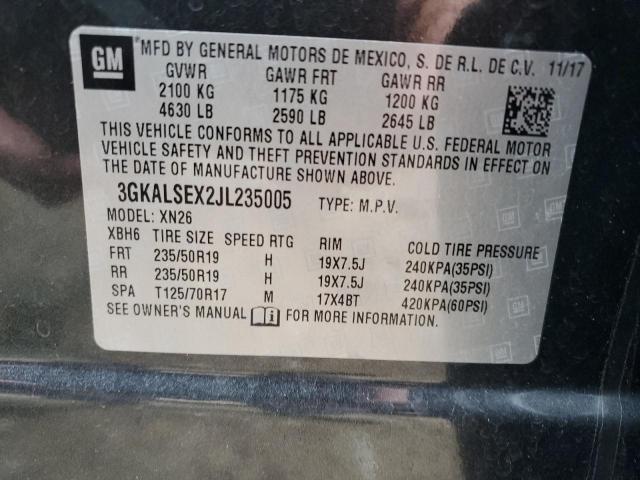 GM MFD BY GENERAL MOTORS DE MEXICO, S. DE R.L. DE C.V. 11/17
GVWR GAWR FRT GAWR RR
2100 KG 1175 KG 1200 KG
4630 LB 2590 LB 2645 LB
THIS VEHICLE CONFORMS TO ALL APPLICABLE U.S. FEDERAL MOTOR
VEHICLE SAFETY AND THEFT PREVENTION STANDARDS IN EFFECT ON
THE DATE OF MANUFACTURE SHOWN ABOVE.
3GKALSEX2JL235005 TYPE: M.P.V.
MODEL: XN26
XBH6 TIRE SIZE SPEED RTG RIM COLD TIRE PRESSURE
FRT 235/50R19 H 19X7.5J 240KPA(35PSI)
RR 235/50R19 H 19X7.5J 240KPA(35PSI)
SPA T125/70R17 M 17X4BT 420KPA(60PSI)
SEE OWNER'S MANUAL FOR MORE INFORMATION.